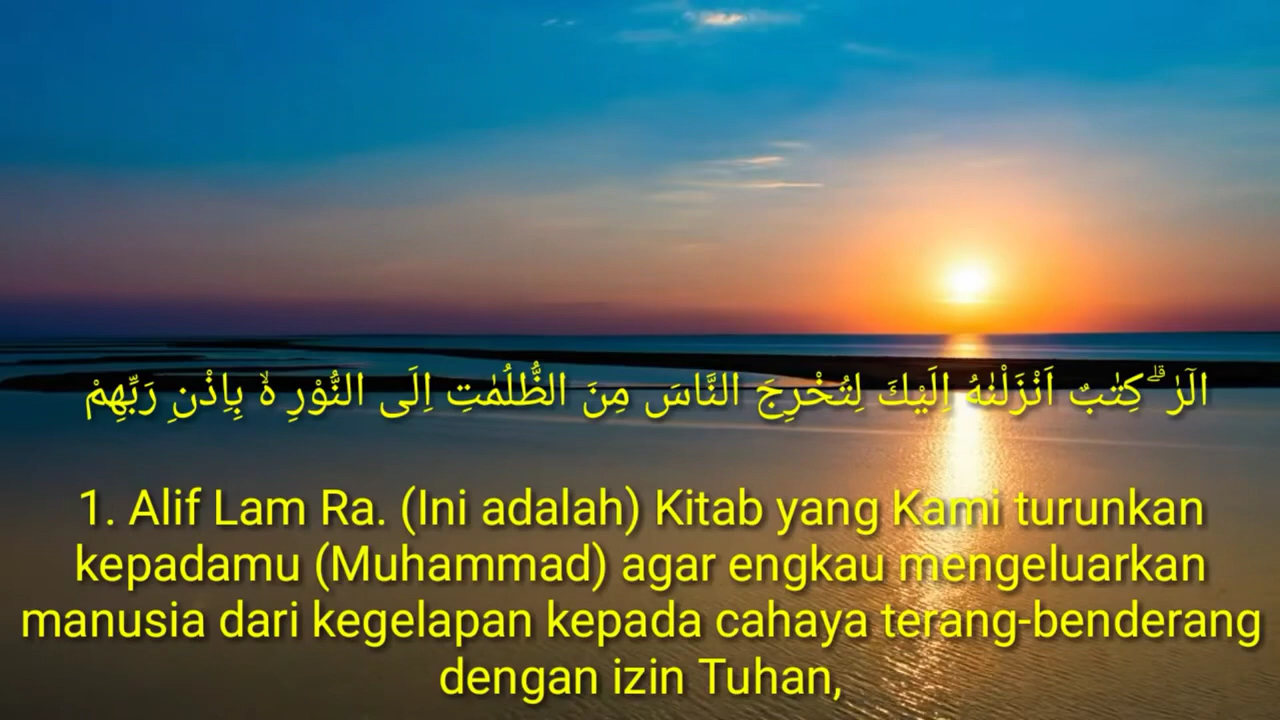 الۤرٰ ۗ كِتٰبٌ اَنْزَلْنٰهُ اِلَيْكَ لِتُخْرِجَ النَّاسَ مِنَ الظُّلُمٰتِ اِلَى النُّوْرِ ەۙ بِاِذْنِ رَبِّهِمْ
1. Alif Lam Ra. (Ini adalah) Kitab yang Kami turunkan
kepadamu (Muhammad) agar engkau mengeluarkan
manusia dari kegelapan kepada cahaya terang-benderang
dengan izin Tuhan,